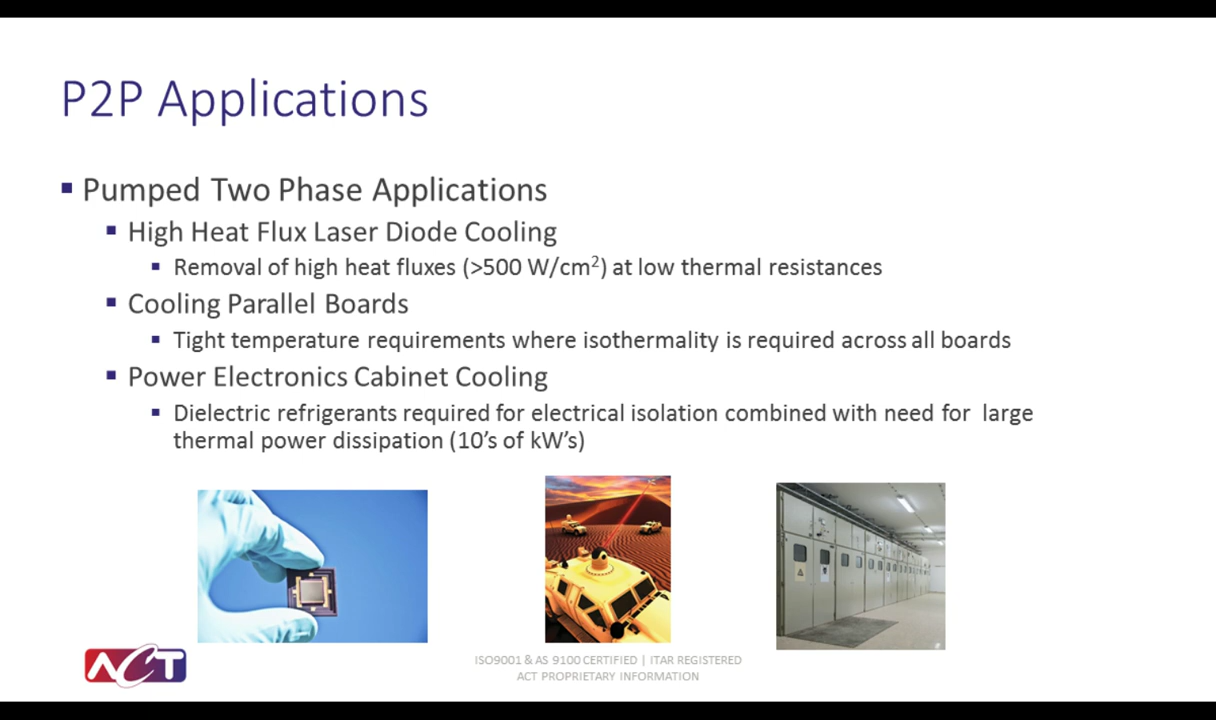 P2P Applications
Pumped Two Phase Applications
High Heat Flux Laser Diode Cooling
Removal of high heat fluxes (>500 W/cm²) at low thermal resistances
Cooling Parallel Boards
Tight temperature requirements where isothermality is required across all boards
Power Electronics Cabinet Cooling
Dielectric refrigerants required for electrical isolation combined with need for large
thermal power dissipation (10’s of kW’s)
ACT
ISO9001 & AS 9100 CERTIFIED | ITAR REGISTERED
ACT PROPRIETARY INFORMATION